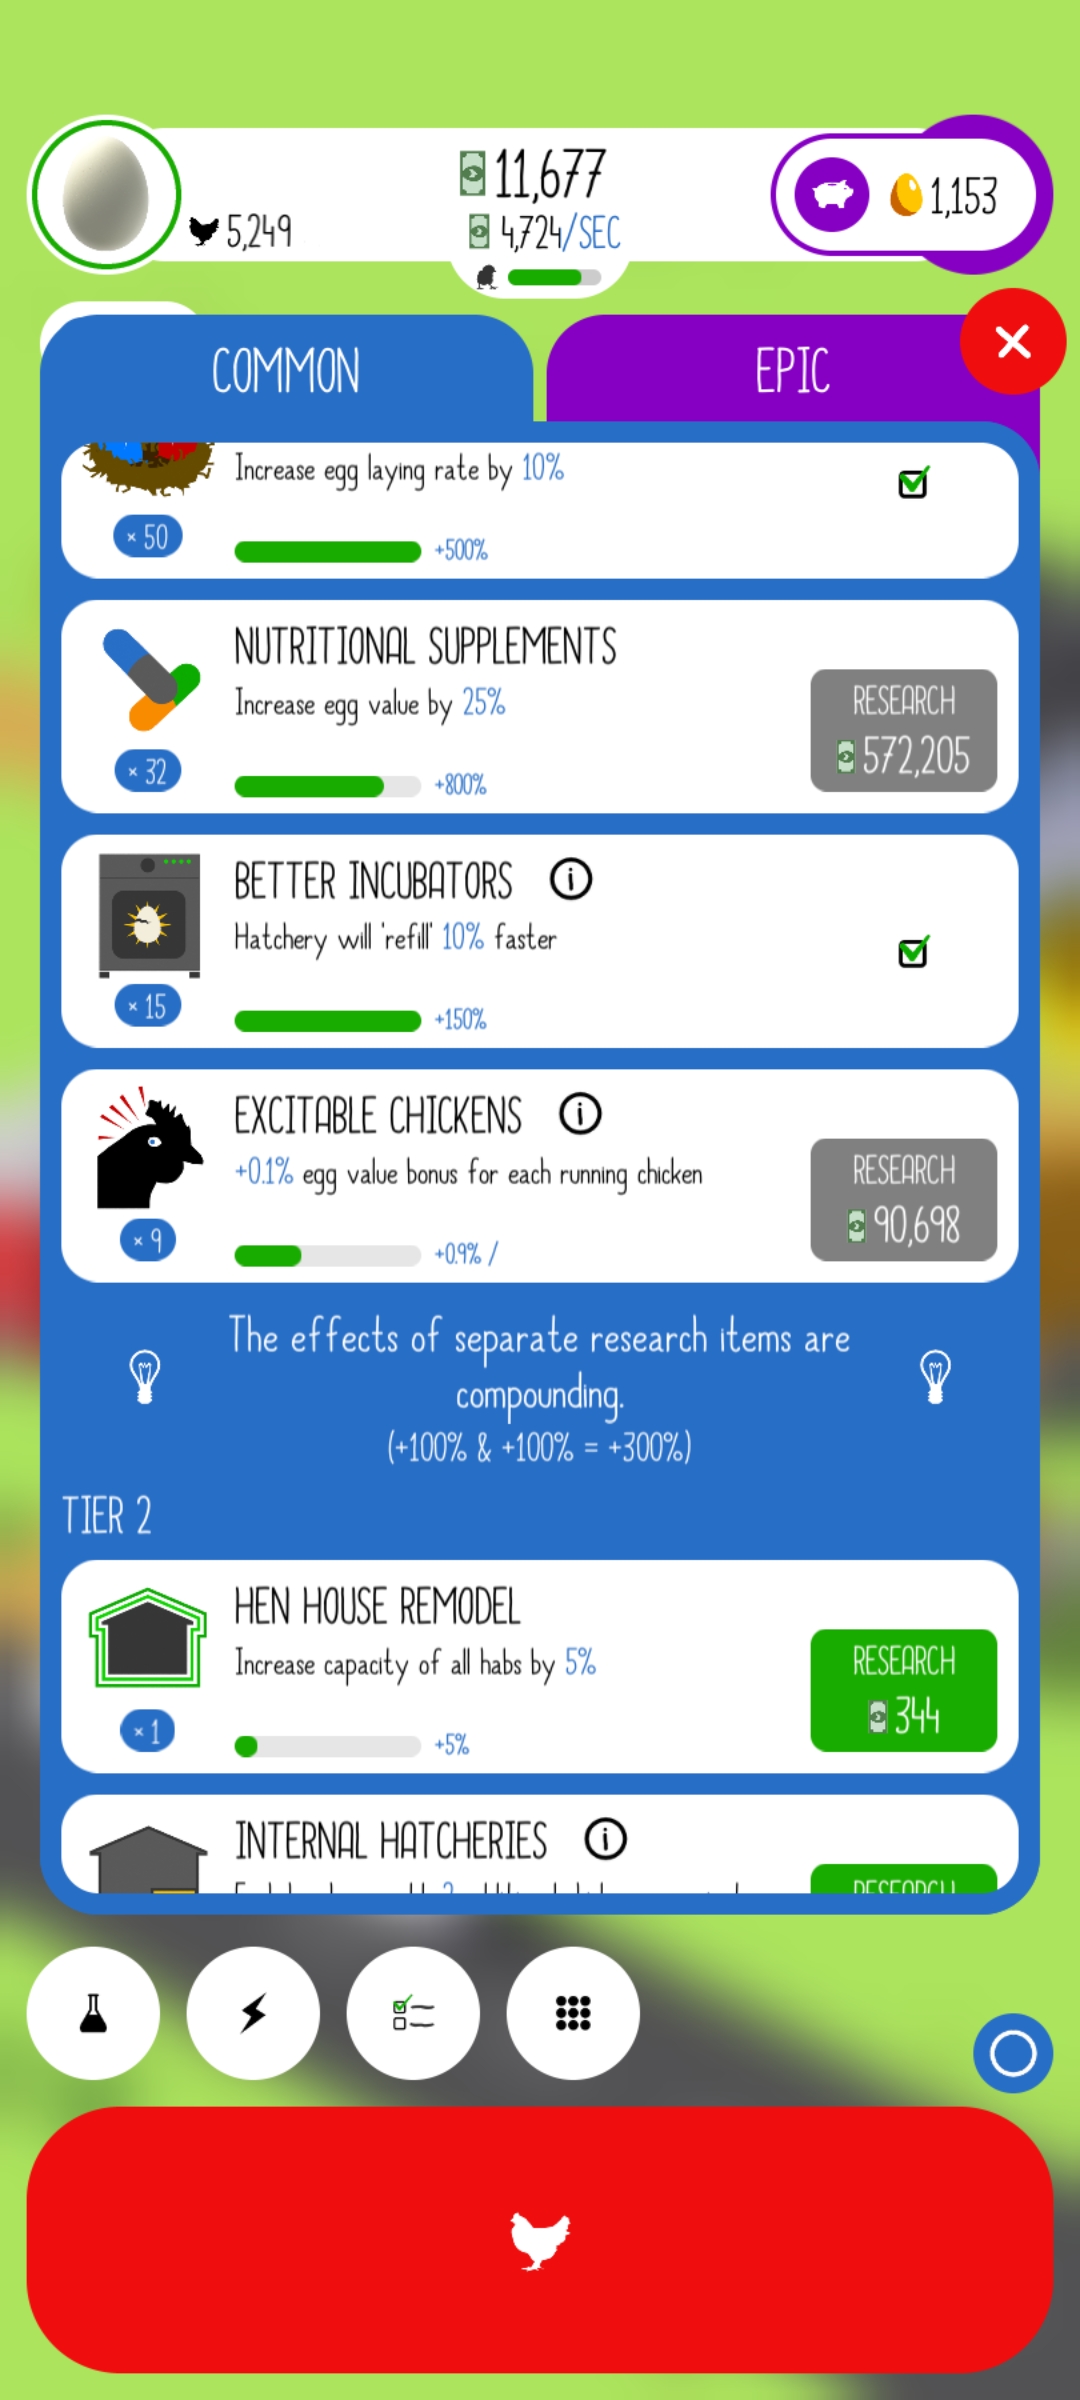 11,677
5,249
4,724/SEC
1,153
COMMON
EPIC
Increase egg laying rate by 10%
× 50
+500%
NUTRITIONAL SUPPLEMENTS
Increase egg value by 25%
RESEARCH
572,205
× 32
+800%
BETTER INCUBATORS
Hatchery will 'refill' 10% faster
× 15
+150%
EXCITABLE CHICKENS
+0.1% egg value bonus for each running chicken
RESEARCH
90,698
× 9
+0.9% /
The effects of separate research items are
compounding.
(+100% & +100% = +300%)
TIER 2
HEN HOUSE REMODEL
Increase capacity of all habs by 5%
RESEARCH
344
× 1
+5%
INTERNAL HATCHERIES
RESEARCH